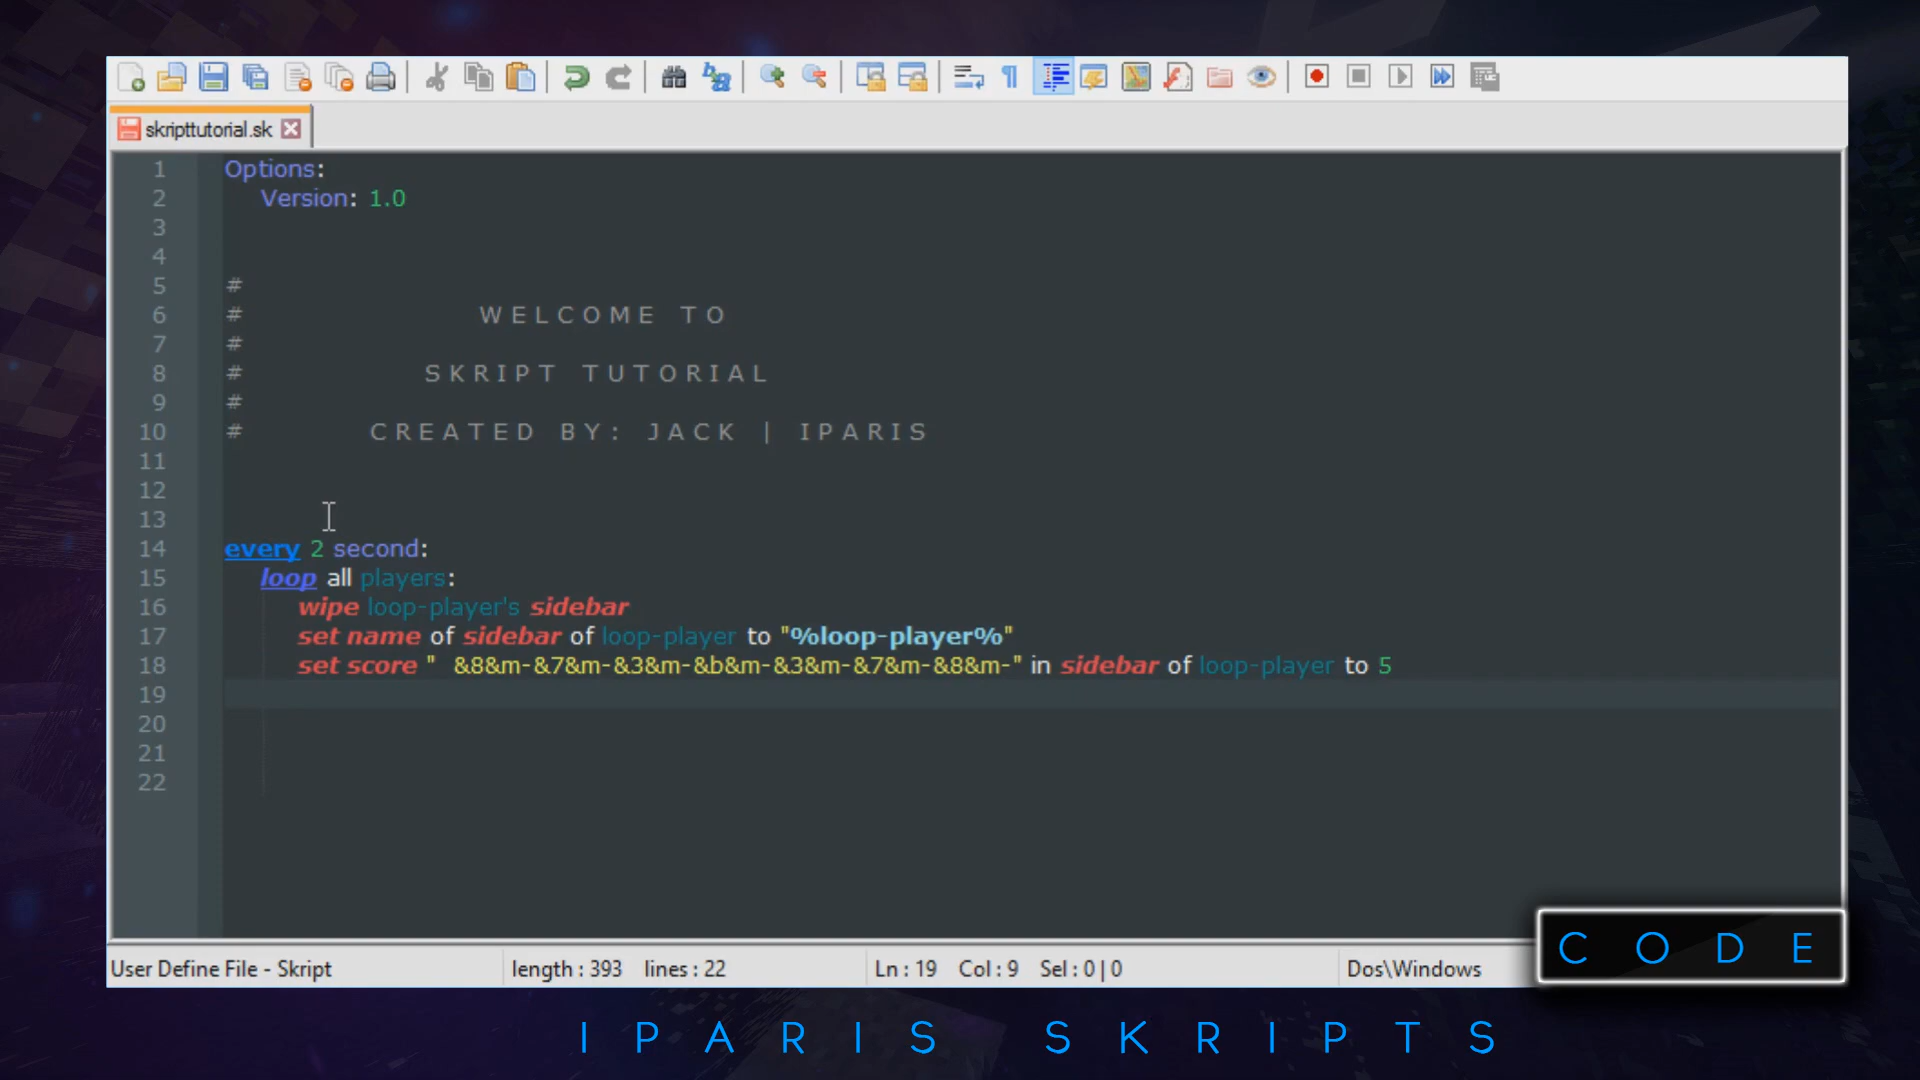 skripttutorial.sk
1 Options:
2 Version: 1.0
3
4
5 #
6 # WELCOME TO
7 #
8 # SKRIPT TUTORIAL
9 #
10 # CREATED BY: JACK | IPARIS
11
12
13
14 every 2 second:
15 loop all players:
16 wipe loop-player's sidebar
17 set name of sidebar of loop-player to "%loop-player%"
18 set score "  &8&m-&7&m-&3&m-&b&m-&3&m-&7&m-&8&m-" in sidebar of loop-player to 5
19
20
21
22
User Define File - Skript length : 393 lines : 22 Ln : 19 Col : 9 Sel : 0 | 0 Dos\Windows
CODE
IPARIS SKRIPTS